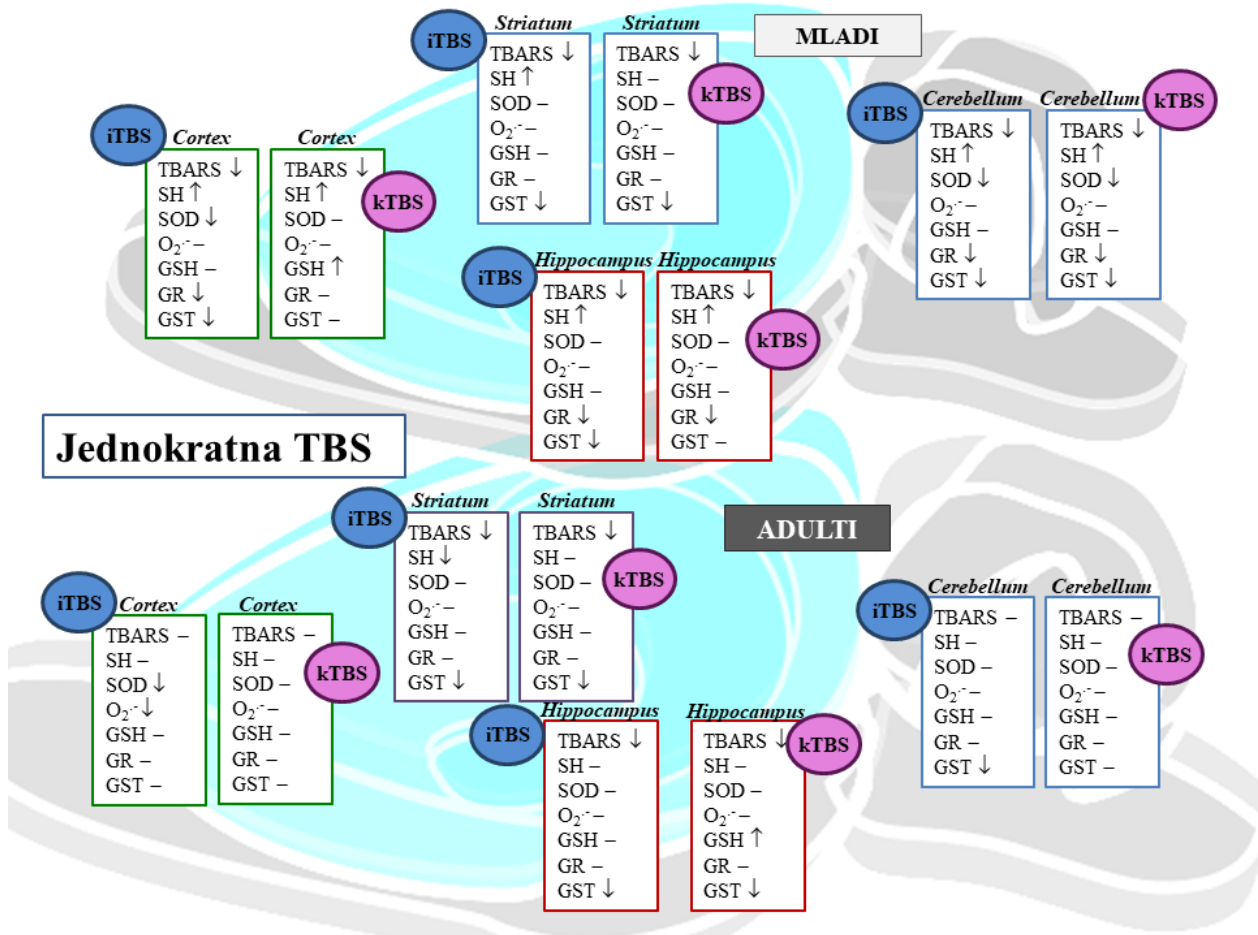 MLADI
iTBS
Cortex
TBARS ↓
SH ↑
SOD ↓
O₂·- –
GSH –
GR ↓
GST ↓
Cortex
kTBS
TBARS ↓
SH ↑
SOD –
O₂·- –
GSH ↑
GR –
GST –
iTBS
Striatum
TBARS ↓
SH ↑
SOD –
O₂·- –
GSH –
GR –
GST ↓
Striatum
kTBS
TBARS ↓
SH –
SOD –
O₂·- –
GSH –
GR –
GST ↓
iTBS
Hippocampus
TBARS ↓
SH ↑
SOD –
O₂·- –
GSH –
GR ↓
GST ↓
Hippocampus
kTBS
TBARS ↓
SH ↑
SOD –
O₂·- –
GSH –
GR ↓
GST –
iTBS
Cerebellum
TBARS ↓
SH ↑
SOD ↓
O₂·- –
GSH –
GR ↓
GST ↓
Cerebellum
kTBS
TBARS ↓
SH ↑
SOD ↓
O₂·- –
GSH –
GR ↓
GST ↓
Jednokratna TBS
ADULTI
iTBS
Cortex
TBARS –
SH –
SOD ↓
O₂·- ↓
GSH –
GR –
GST –
Cortex
kTBS
TBARS –
SH –
SOD –
O₂·- –
GSH –
GR –
GST –
iTBS
Striatum
TBARS ↓
SH ↓
SOD –
O₂·- –
GSH –
GR –
GST ↓
Striatum
kTBS
TBARS ↓
SH –
SOD –
O₂·- –
GSH –
GR –
GST ↓
iTBS
Hippocampus
TBARS ↓
SH –
SOD –
O₂·- –
GSH –
GR –
GST ↓
Hippocampus
kTBS
TBARS ↓
SH –
SOD –
O₂·- –
GSH ↑
GR –
GST ↓
iTBS
Cerebellum
TBARS –
SH –
SOD –
O₂·- –
GSH –
GR –
GST ↓
Cerebellum
kTBS
TBARS –
SH –
SOD –
O₂·- –
GSH –
GR –
GST –